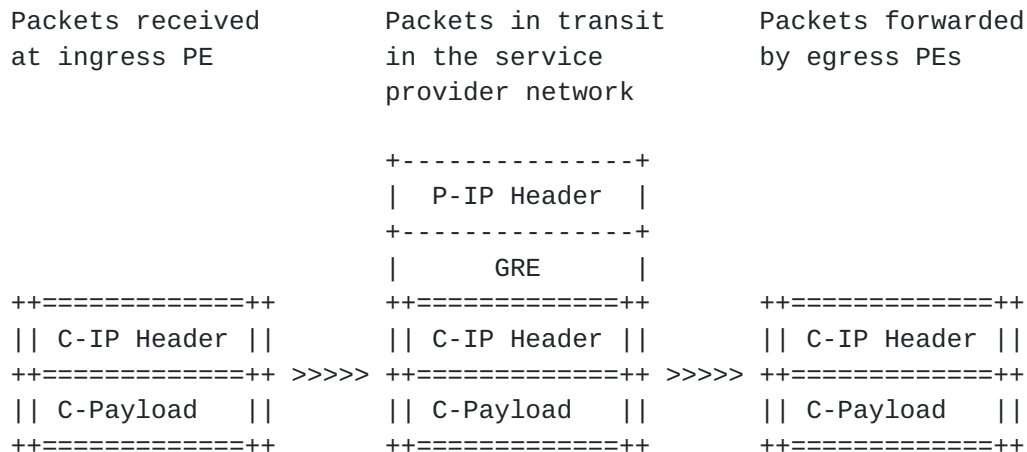 Packets received        Packets in transit      Packets forwarded
at ingress PE           in the service          by egress PEs
                        provider network

                        +---------------+
                        |  P-IP Header  |
                        +---------------+
                        |      GRE      |
++=============++       ++=============++       ++=============++
|| C-IP Header ||       || C-IP Header ||       || C-IP Header ||
++=============++ >>>>> ++=============++ >>>>> ++=============++
|| C-Payload   ||       || C-Payload   ||       || C-Payload   ||
++=============++       ++=============++       ++=============++